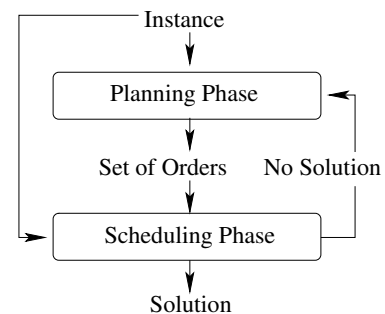 Instance
Planning Phase
Set of Orders
No Solution
Scheduling Phase
Solution